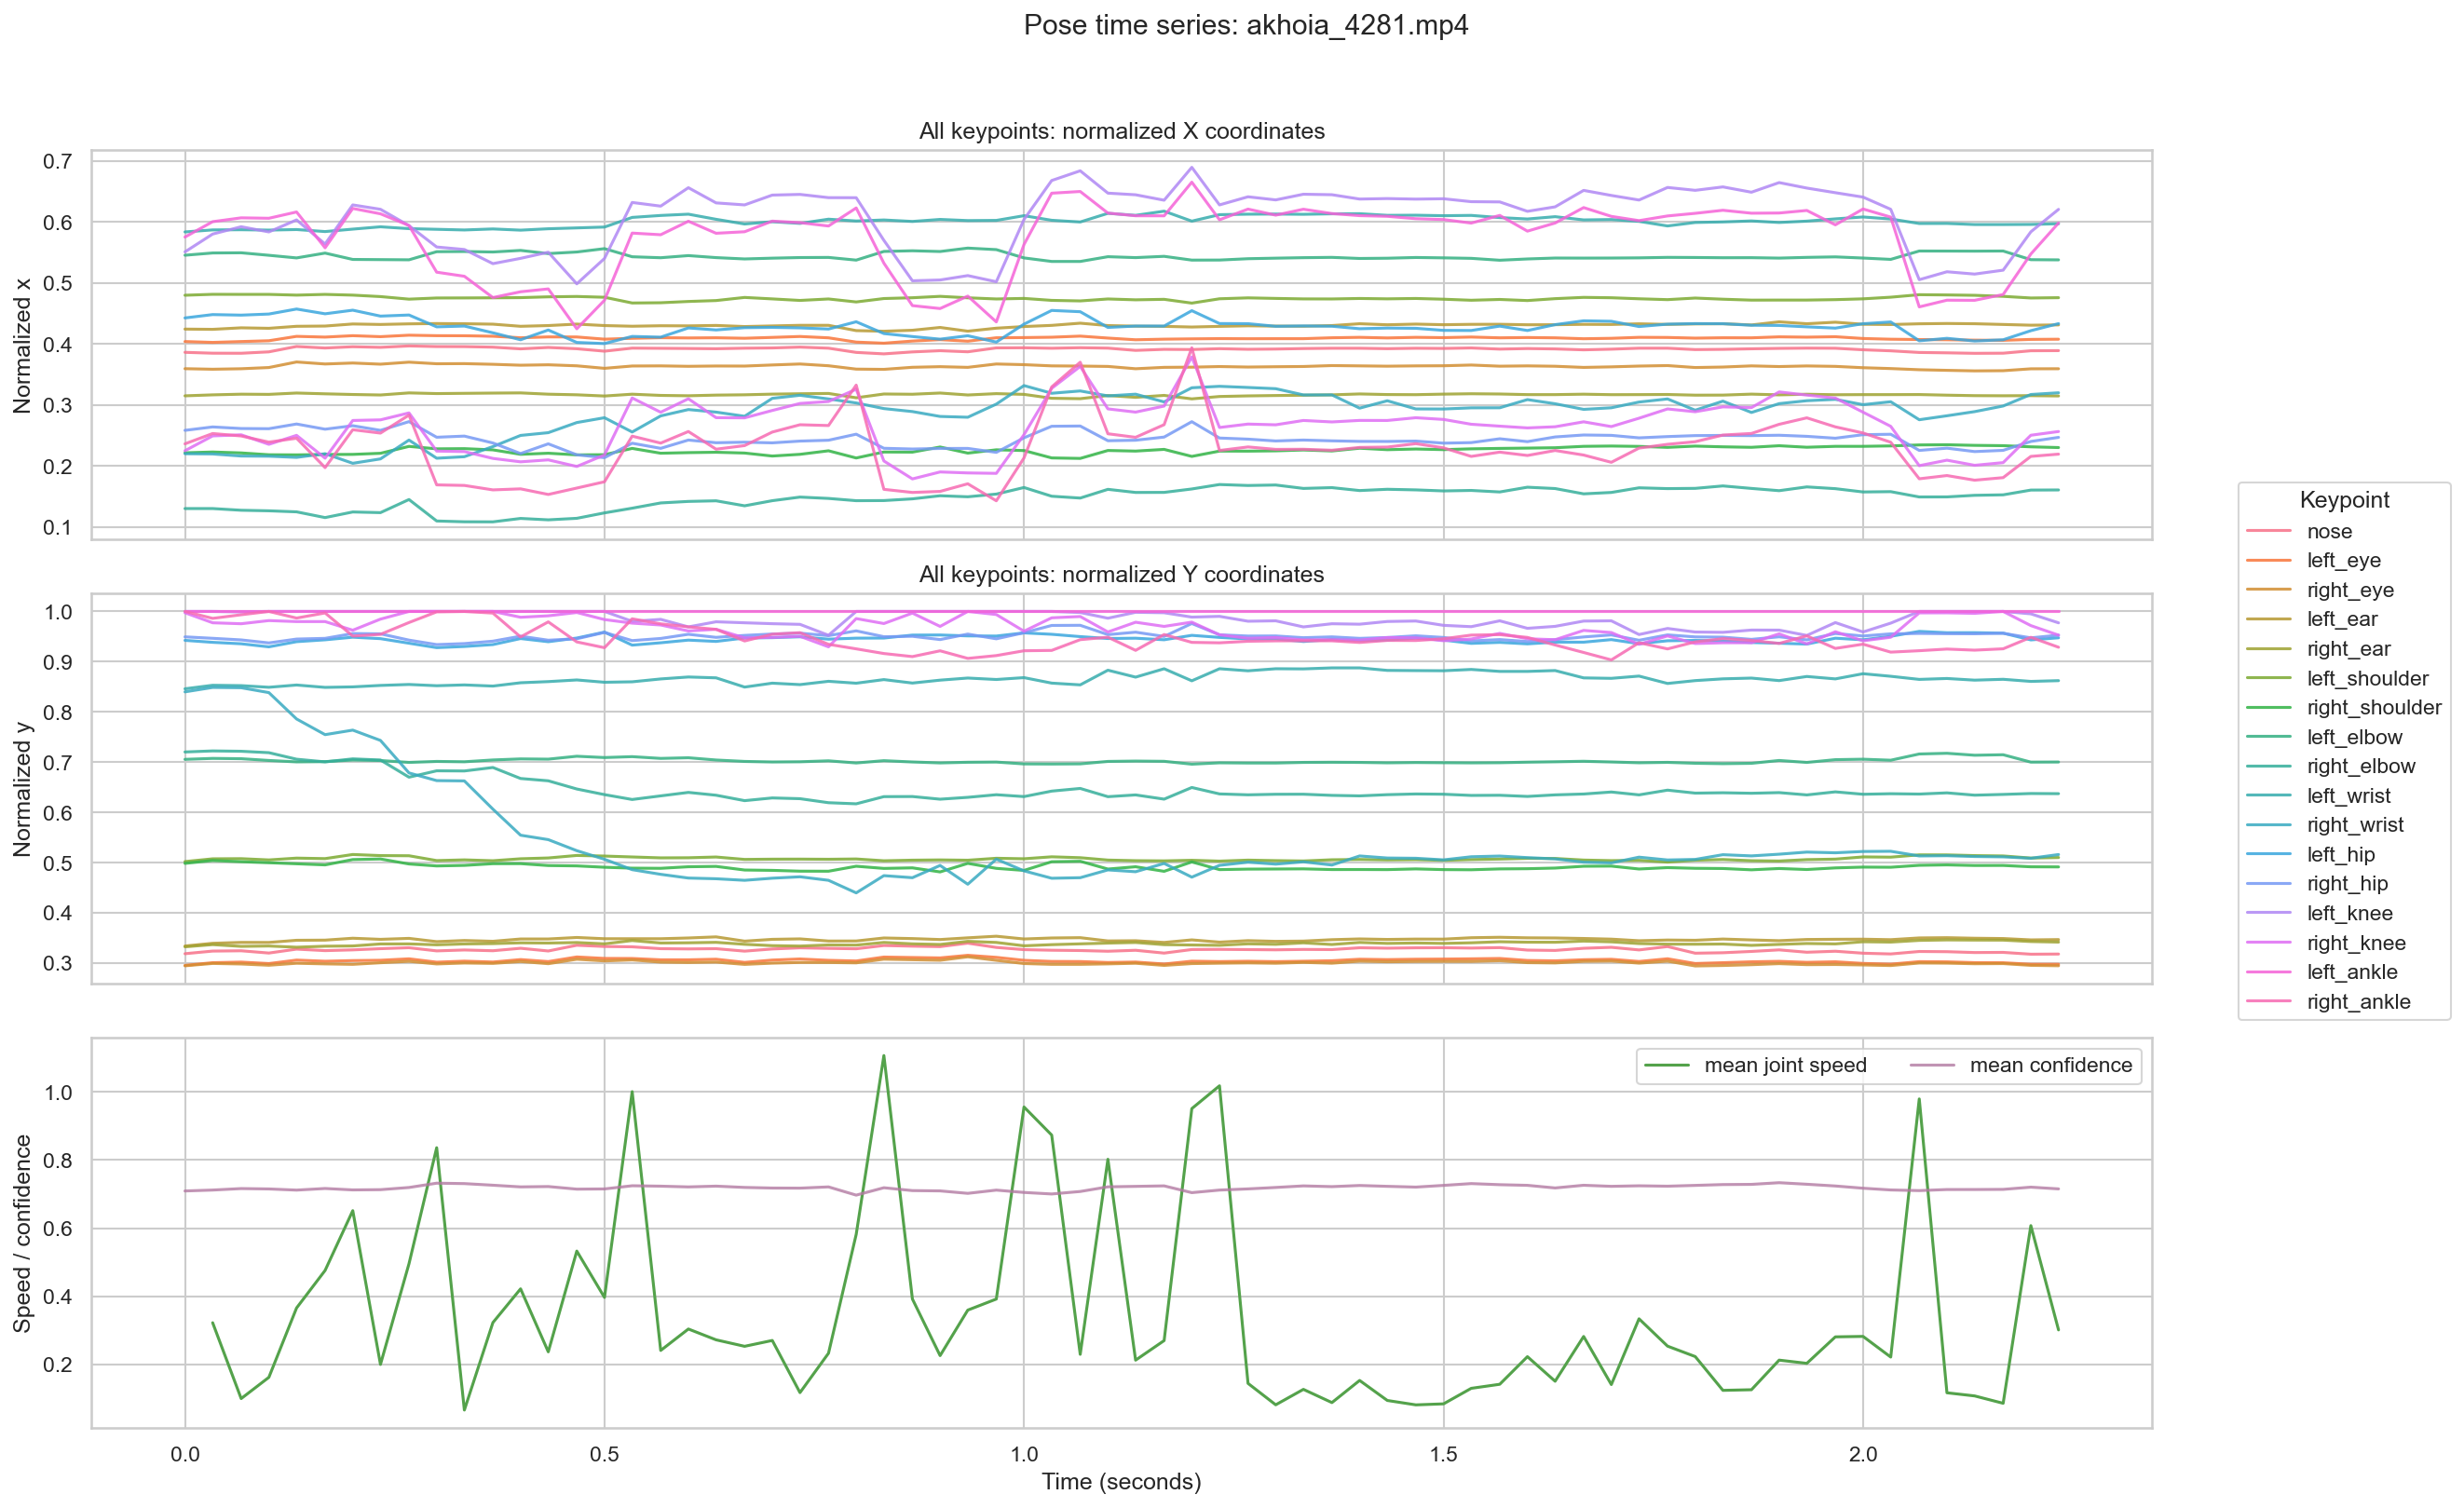 Pose time series: akhoia_4281.mp4
All keypoints: normalized X coordinates
Normalized x
0.7
0.6
0.5
0.4
0.3
0.2
0.1
All keypoints: normalized Y coordinates
Normalized y
1.0
0.9
0.8
0.7
0.6
0.5
0.4
0.3
Keypoint
nose
left_eye
right_eye
left_ear
right_ear
left_shoulder
right_shoulder
left_elbow
right_elbow
left_wrist
right_wrist
left_hip
right_hip
left_knee
right_knee
left_ankle
right_ankle
mean joint speed
mean confidence
Speed / confidence
1.0
0.8
0.6
0.4
0.2
0.0 0.5 1.0 1.5 2.0
Time (seconds)